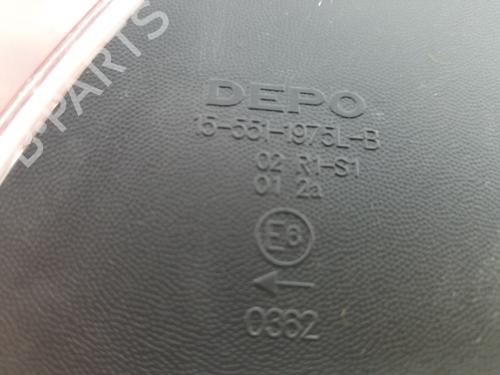 DEPO
15-551-1975L-B
02 R1-S1
01 2a
E6
←
0362
B-PARTS